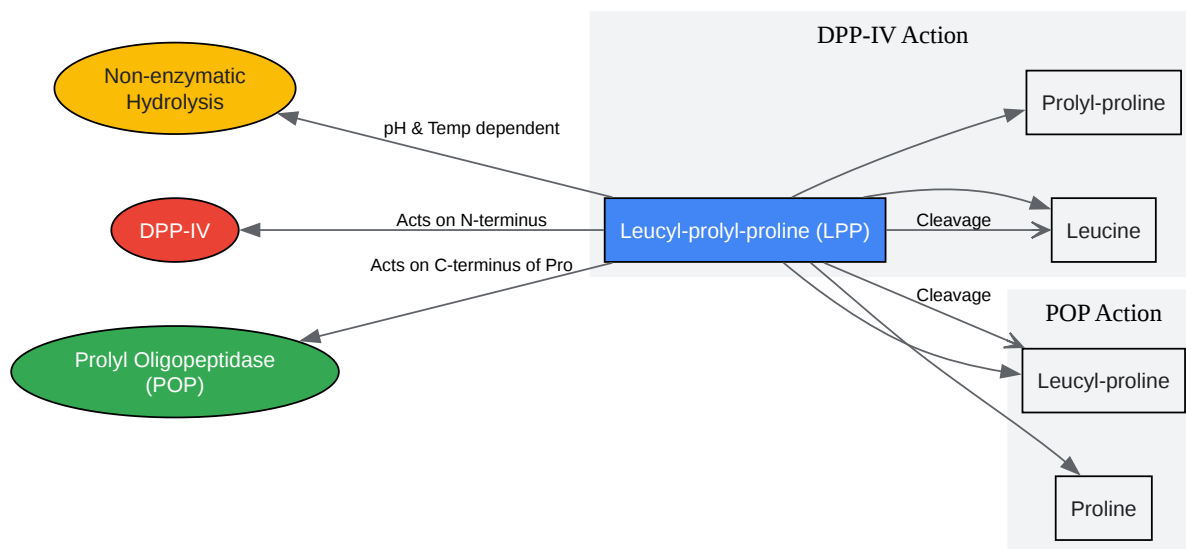 DPP-IV Action
Non-enzymatic
Hydrolysis
pH & Temp dependent
Prolyl-proline
DPP-IV
Acts on N-terminus
Leucyl-prolyl-proline (LPP)
Cleavage
Leucine
Acts on C-terminus of Pro
Cleavage
POP Action
Prolyl Oligopeptidase
(POP)
Leucyl-proline
Proline